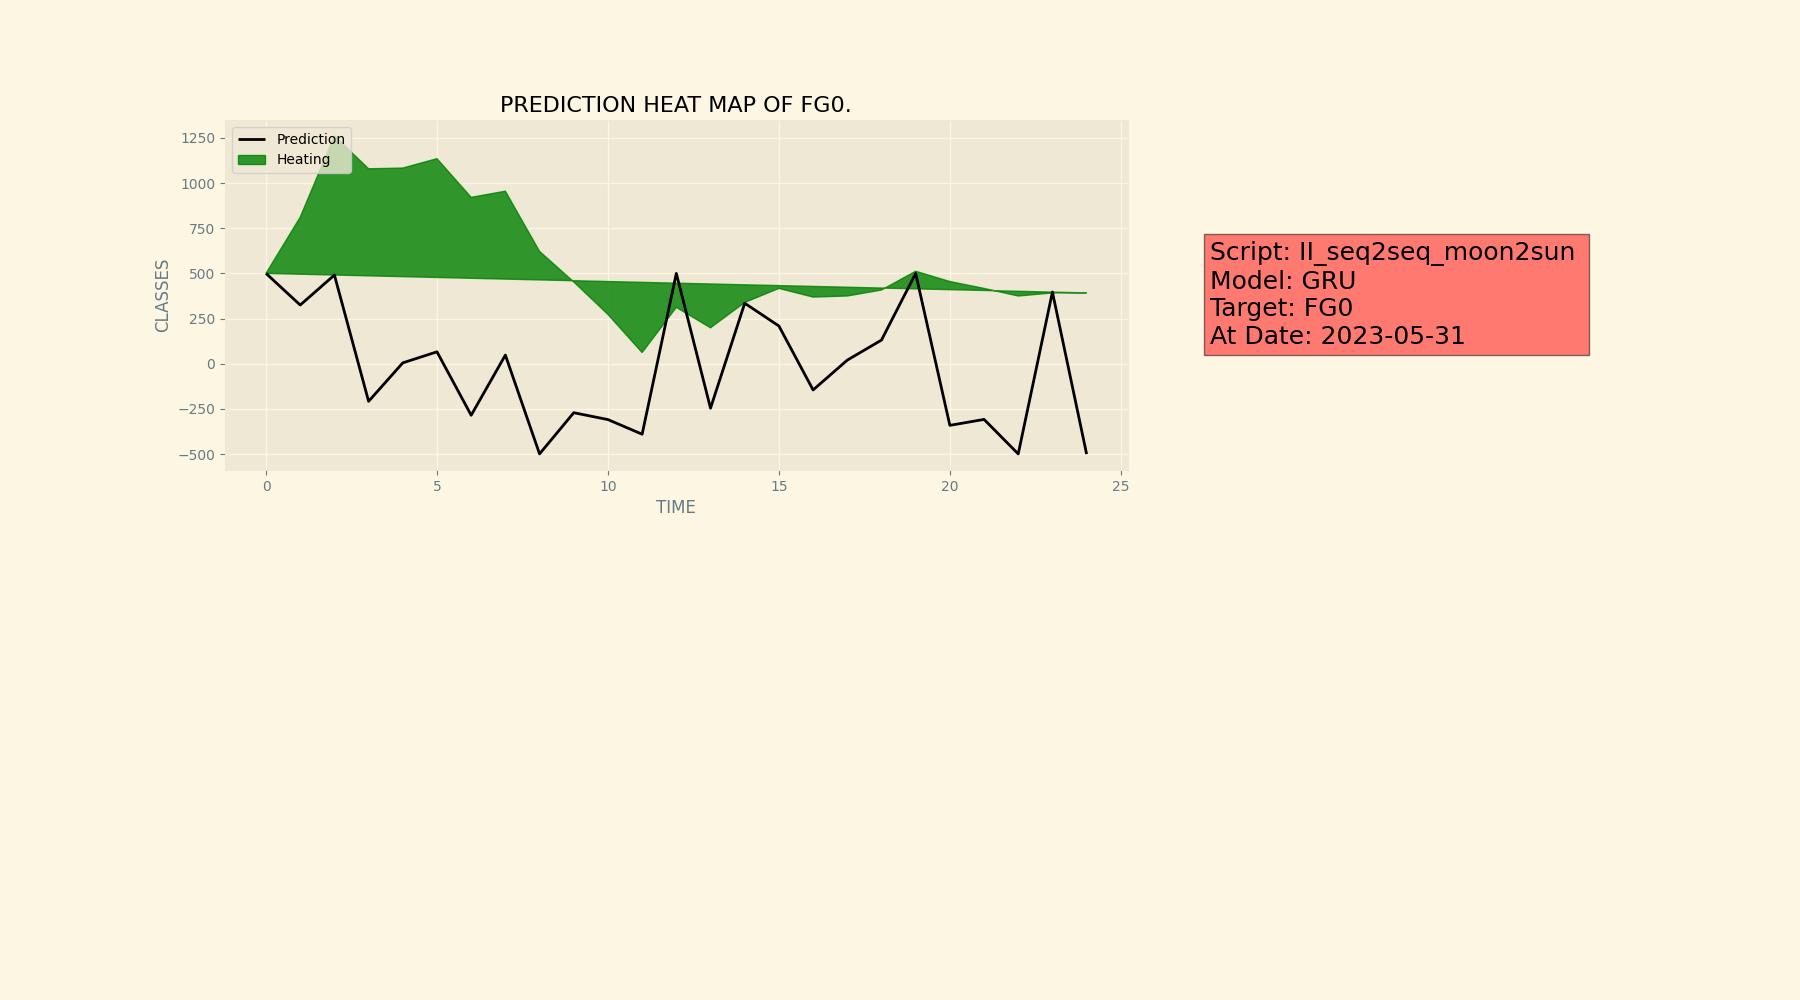 PREDICTION HEAT MAP OF FG0.
Prediction
Heating
1250
1000
750
500
250
0
−250
−500
CLASSES
0 5 10 15 20 25
TIME
Script: II_seq2seq_moon2sun
Model: GRU
Target: FG0
At Date: 2023-05-31